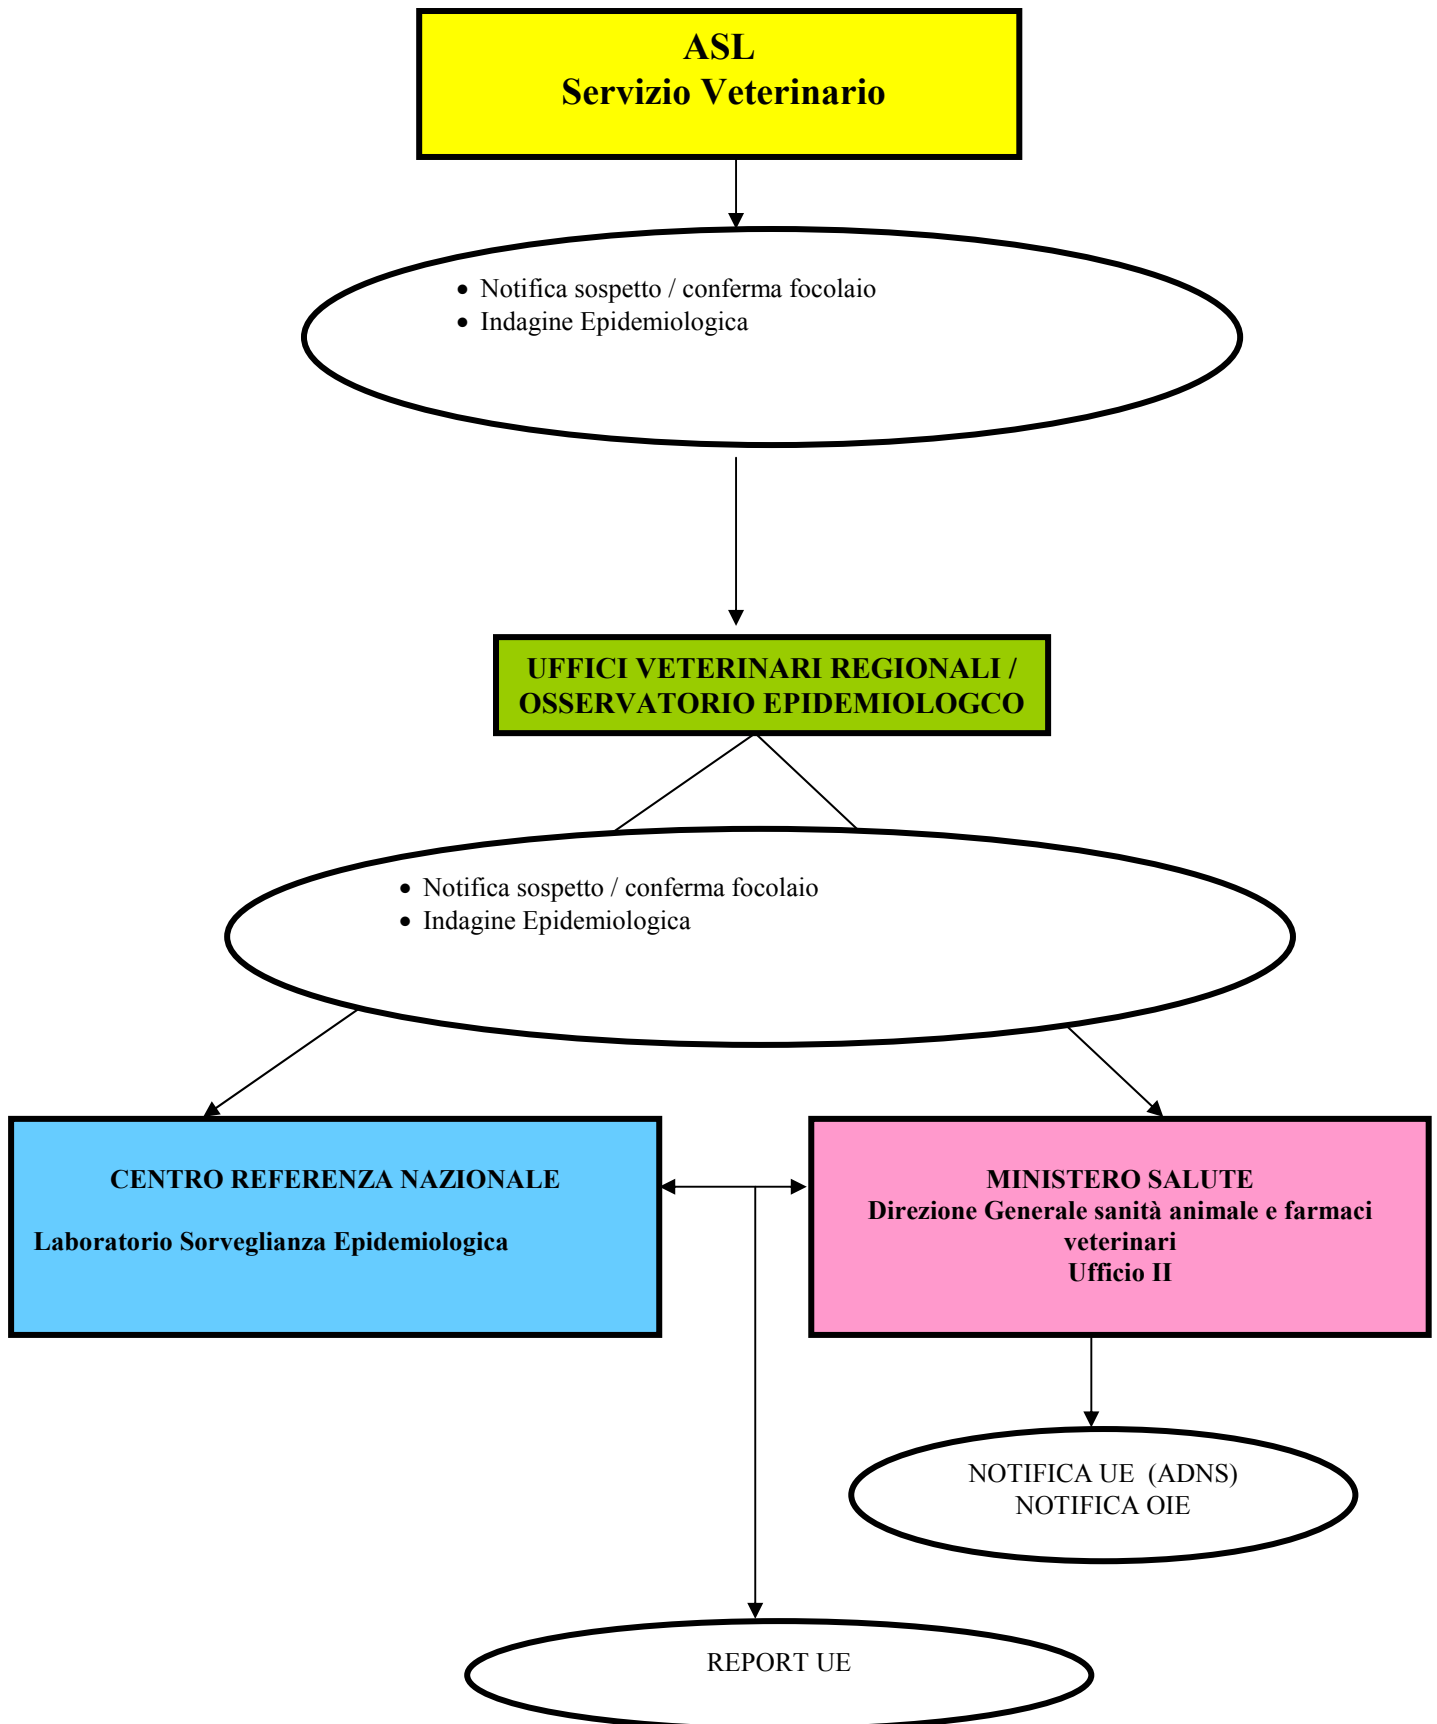 ASL
Servizio Veterinario
• Notifica sospetto / conferma focolaio
• Indagine Epidemiologica
UFFICI VETERINARI REGIONALI /
OSSERVATORIO EPIDEMIOLOGCO
• Notifica sospetto / conferma focolaio
• Indagine Epidemiologica
CENTRO REFERENZA NAZIONALE
Laboratorio Sorveglianza Epidemiologica
MINISTERO SALUTE
Direzione Generale sanità animale e farmaci
veterinari
Ufficio II
NOTIFICA UE (ADNS)
NOTIFICA OIE
REPORT UE